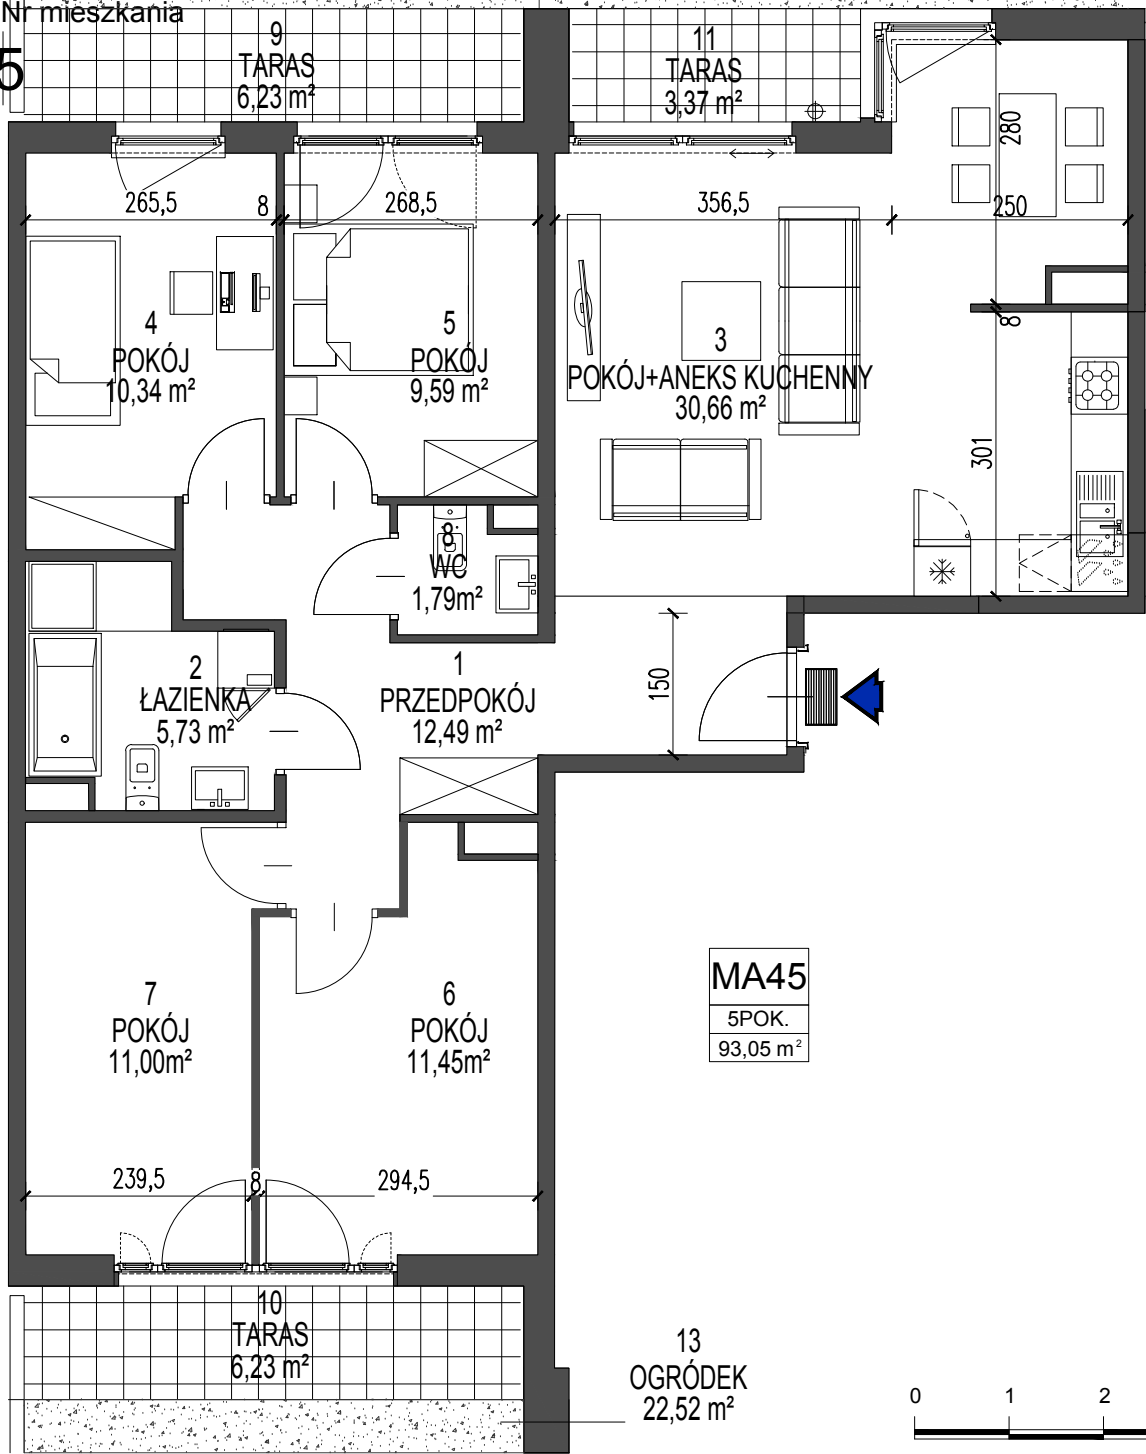 Nr mieszkania
5
9
TARAS
6,23 m²
11
TARAS
3,37 m²
280
265,5
8
268,5
356,5
250
4
POKÓJ
10,34 m²
5
POKÓJ
9,59 m²
3
POKÓJ+ANEKS KUCHENNY
30,66 m²
8
301
8
WC
1,79m²
2
ŁAZIENKA
5,73 m²
1
PRZEDPOKÓJ
12,49 m²
150
7
POKÓJ
11,00m²
6
POKÓJ
11,45m²
MA45
5POK.
93,05 m²
239,5
8
294,5
10
TARAS
6,23 m²
13
OGRÓDEK
22,52 m²
0 1 2